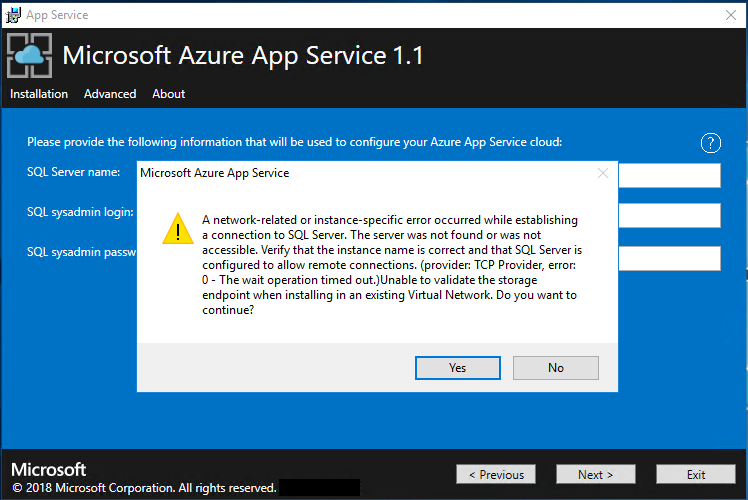 App Service
Microsoft Azure App Service 1.1
Installation Advanced About
Please provide the following information that will be used to configure your Azure App Service cloud:
?
SQL Server name:
SQL sysadmin login:
SQL sysadmin passw
Microsoft Azure App Service
A network-related or instance-specific error occurred while establishing
a connection to SQL Server. The server was not found or was not
accessible. Verify that the instance name is correct and that SQL Server is
configured to allow remote connections. (provider: TCP Provider, error:
0 - The wait operation timed out.)Unable to validate the storage
endpoint when installing in an existing Virtual Network. Do you want to
continue?
Yes No
Microsoft
© 2018 Microsoft Corporation. All rights reserved.
< Previous Next > Exit